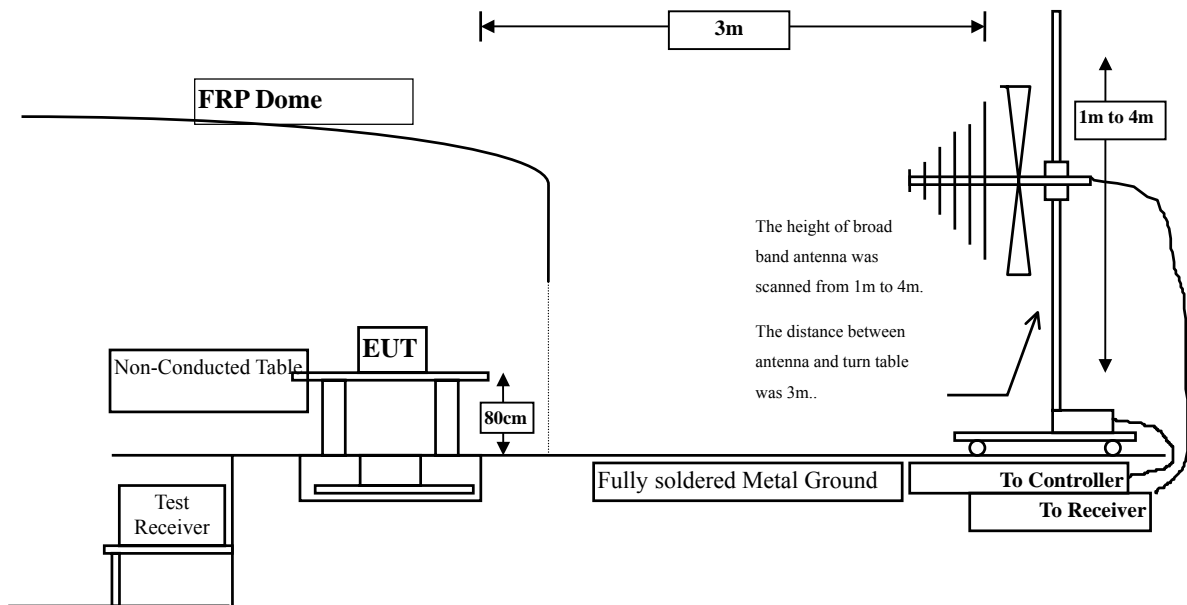 3m
FRP Dome
1m to 4m
The height of broad
band antenna was
scanned from 1m to 4m.
The distance between
antenna and turn table
was 3m..
EUT
Non-Conducted Table
80cm
Fully soldered Metal Ground
To Controller
To Receiver
Test
Receiver